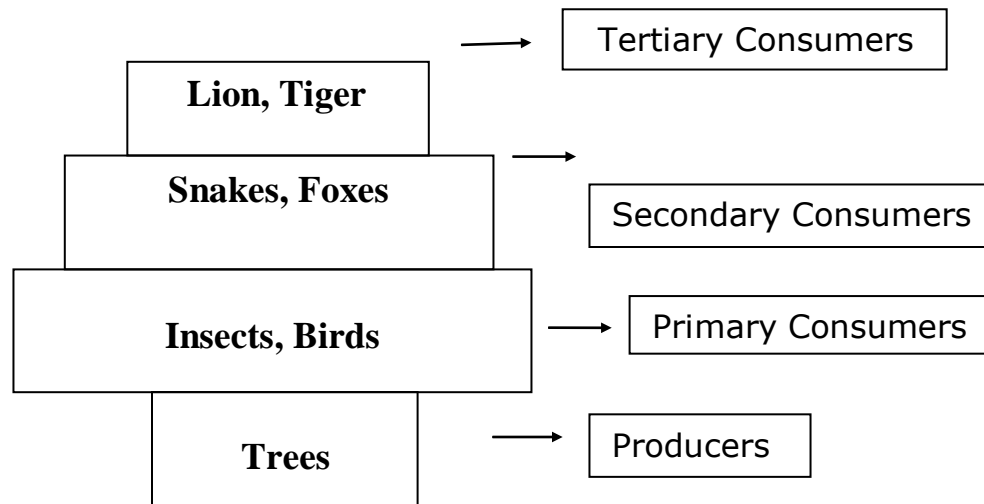 Tertiary Consumers
Lion, Tiger
Snakes, Foxes
Secondary Consumers
Insects, Birds
Primary Consumers
Trees
Producers